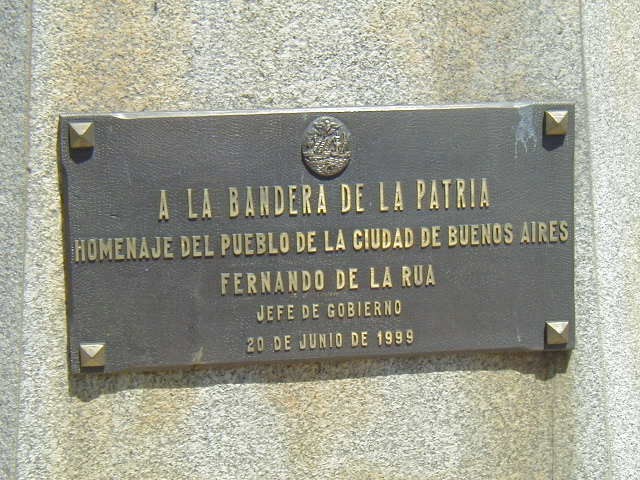 A LA BANDERA DE LA PATRIA
HOMENAJE DEL PUEBLO DE LA CIUDAD DE BUENOS AIRES
FERNANDO DE LA RUA
JEFE DE GOBIERNO
20 DE JUNIO DE 1999